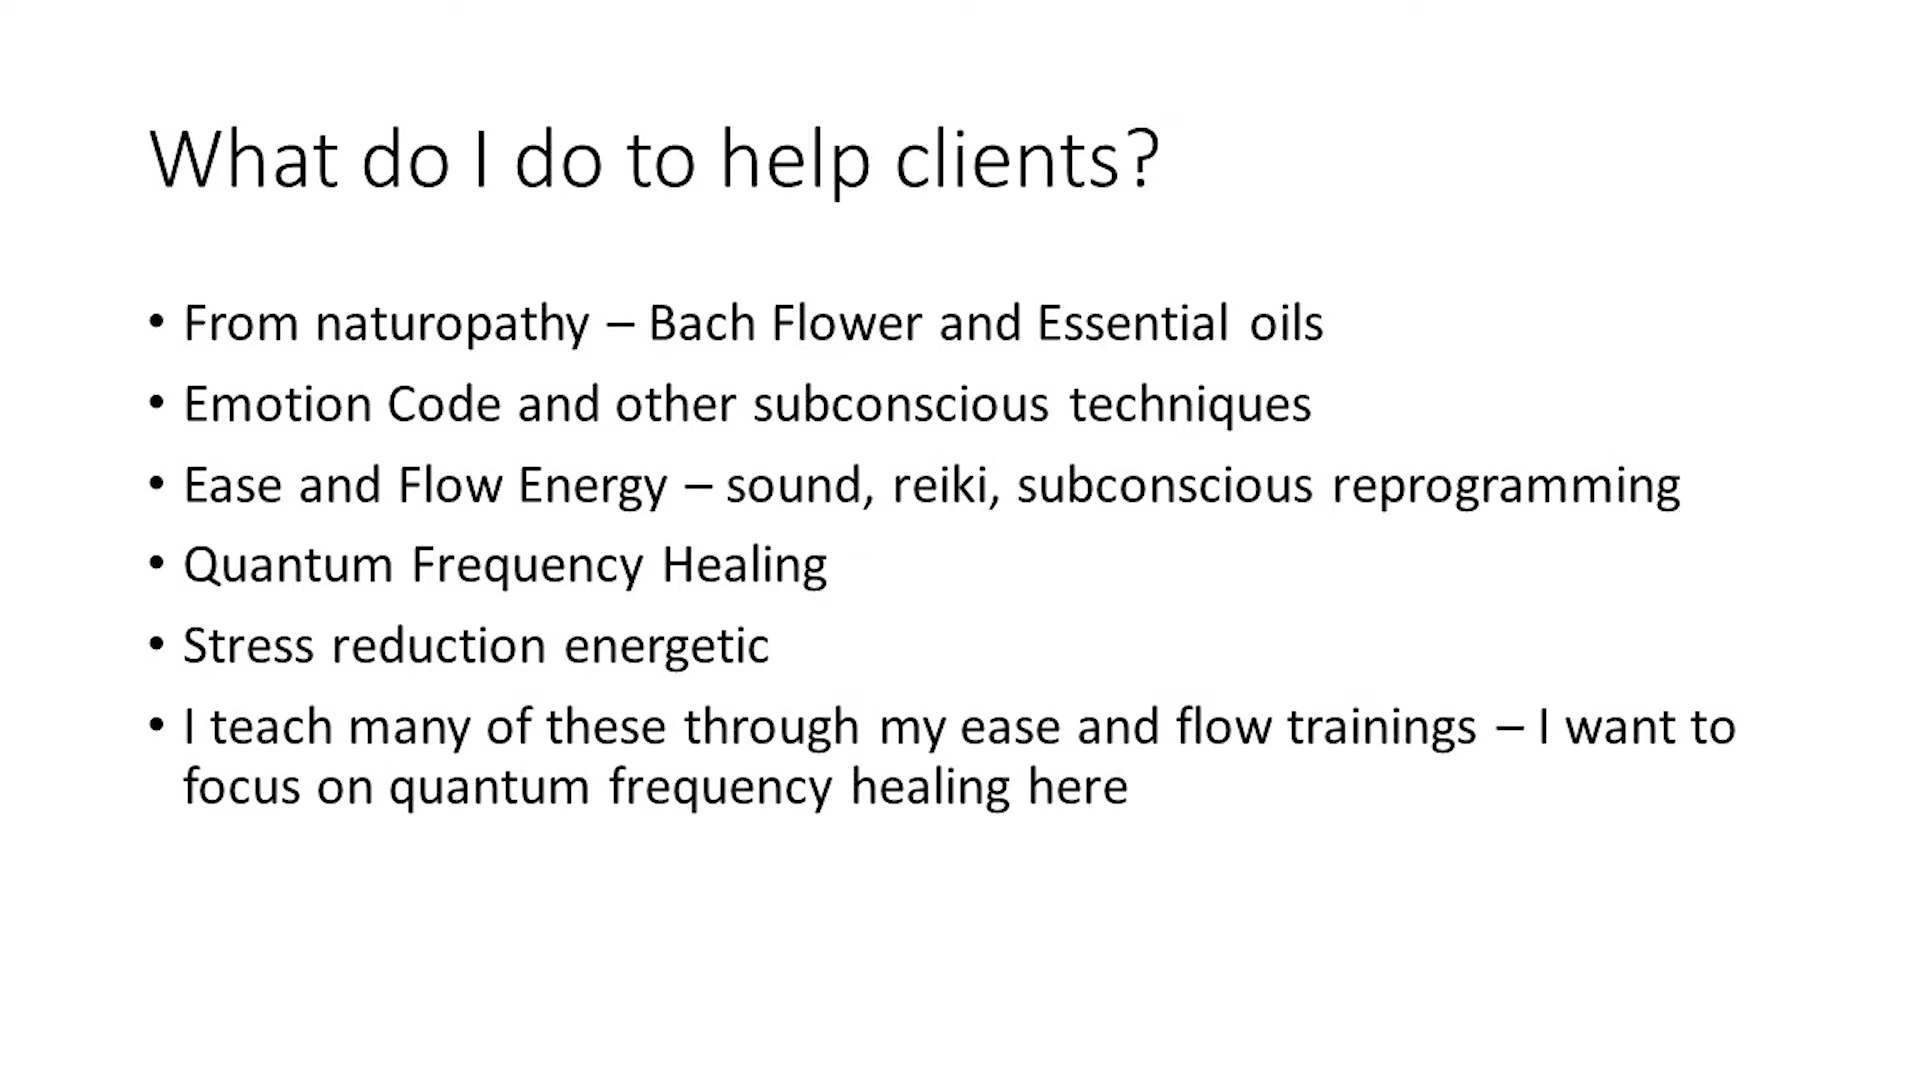 What do I do to help clients?
• From naturopathy – Bach Flower and Essential oils
• Emotion Code and other subconscious techniques
• Ease and Flow Energy – sound, reiki, subconscious reprogramming
• Quantum Frequency Healing
• Stress reduction energetic
• I teach many of these through my ease and flow trainings – I want to
focus on quantum frequency healing here